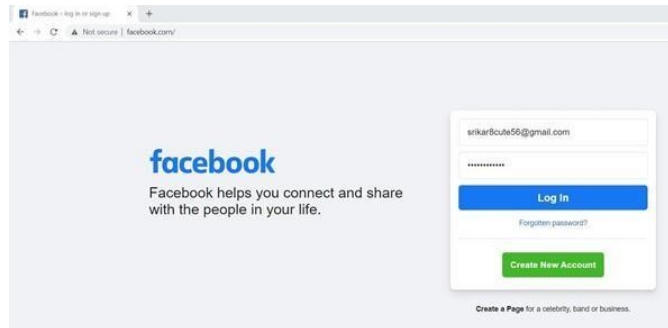 Facebook – log in or sign up
Not secure | facebook.com/
srikar8cute56@gmail.com
facebook
Facebook helps you connect and share
with the people in your life.
Log In
Forgotten password?
Create New Account
Create a Page for a celebrity, band or business.